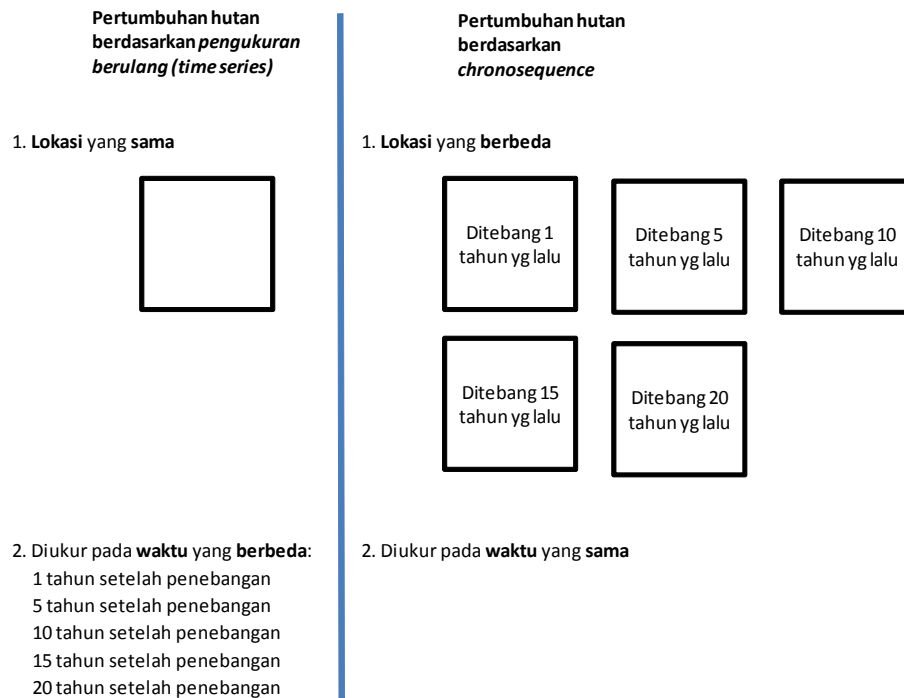 Pertumbuhan hutan
berdasarkan pengukuran
berulang (time series)
1. Lokasi yang sama
2. Diukur pada waktu yang berbeda:
1 tahun setelah penebangan
5 tahun setelah penebangan
10 tahun setelah penebangan
15 tahun setelah penebangan
20 tahun setelah penebangan
Pertumbuhan hutan
berdasarkan
chronosequence
1. Lokasi yang berbeda
Ditebang 1
tahun yg lalu
Ditebang 5
tahun yg lalu
Ditebang 10
tahun yg lalu
Ditebang 15
tahun yg lalu
Ditebang 20
tahun yg lalu
2. Diukur pada waktu yang sama